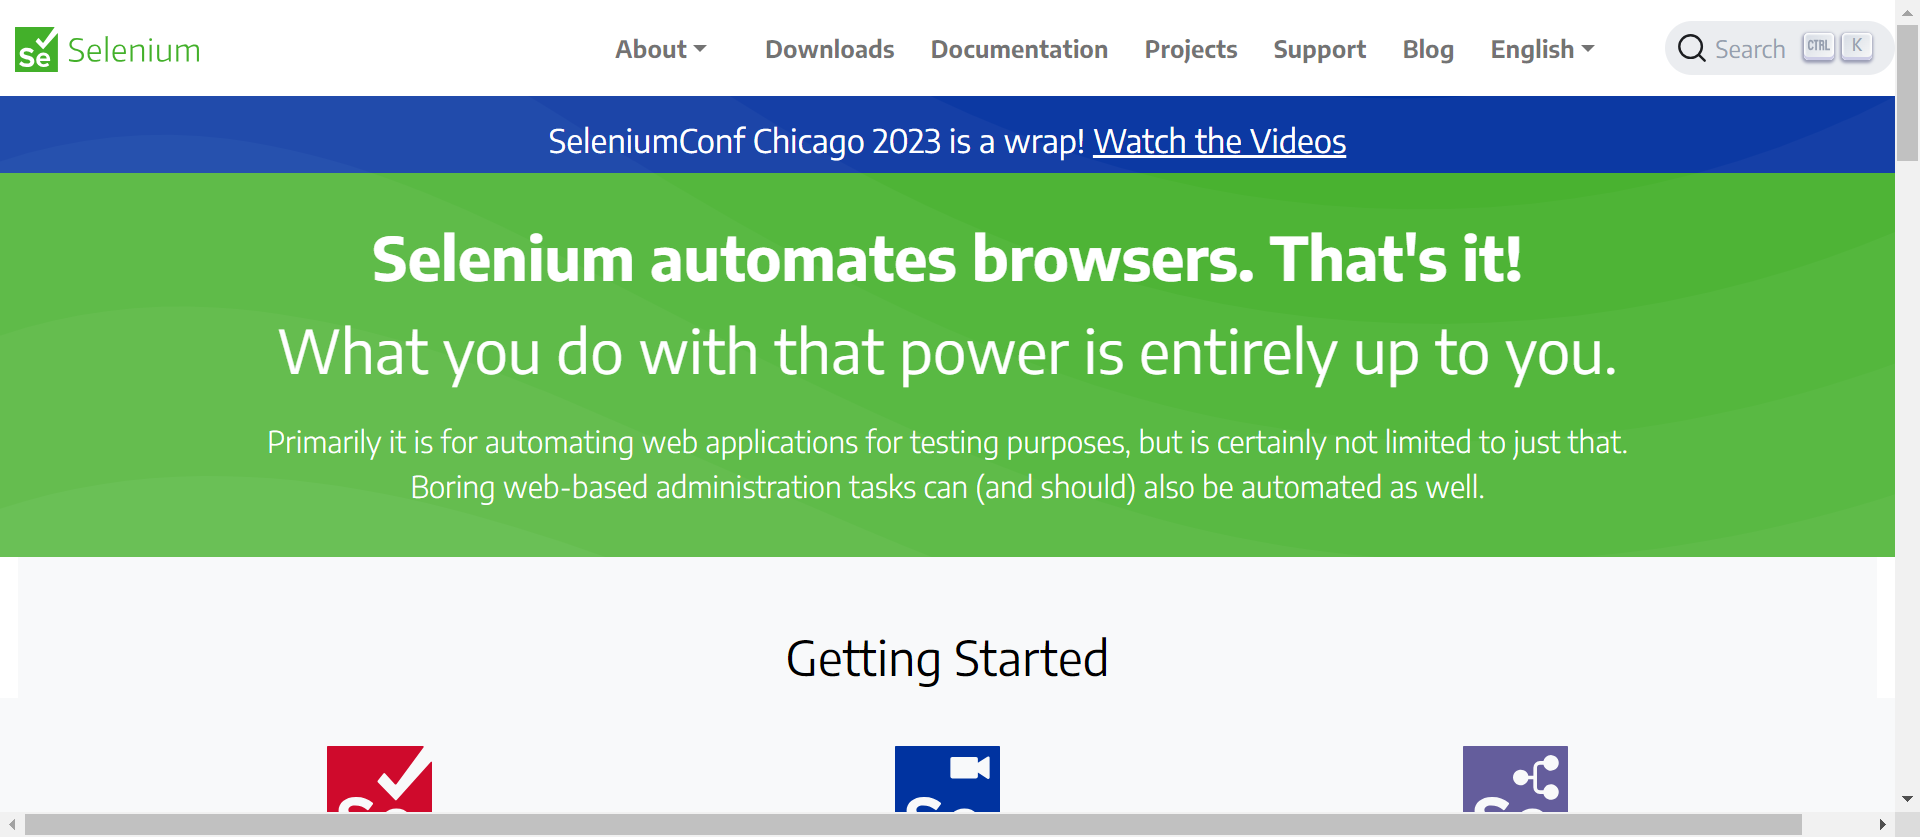 Se Selenium
About
Downloads
Documentation
Projects
Support
Blog
English
Search CTRL K
SeleniumConf Chicago 2023 is a wrap! Watch the Videos
Selenium automates browsers. That's it!
What you do with that power is entirely up to you.
Primarily it is for automating web applications for testing purposes, but is certainly not limited to just that.
Boring web-based administration tasks can (and should) also be automated as well.
Getting Started
Se
Se
Se